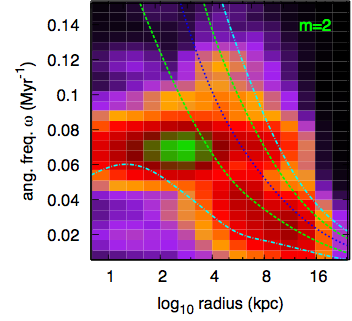 m=2
0.14
0.12
0.1
0.08
0.06
0.04
0.02
ang. freq. ω (Myr⁻¹)
1 2 4 8 16
log₁₀ radius (kpc)